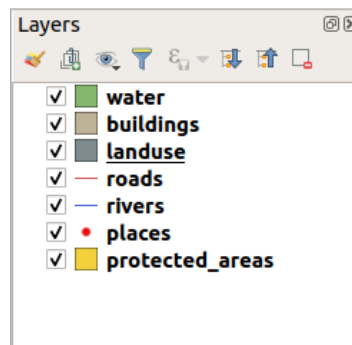 Layers
water
buildings
landuse
roads
rivers
places
protected_areas